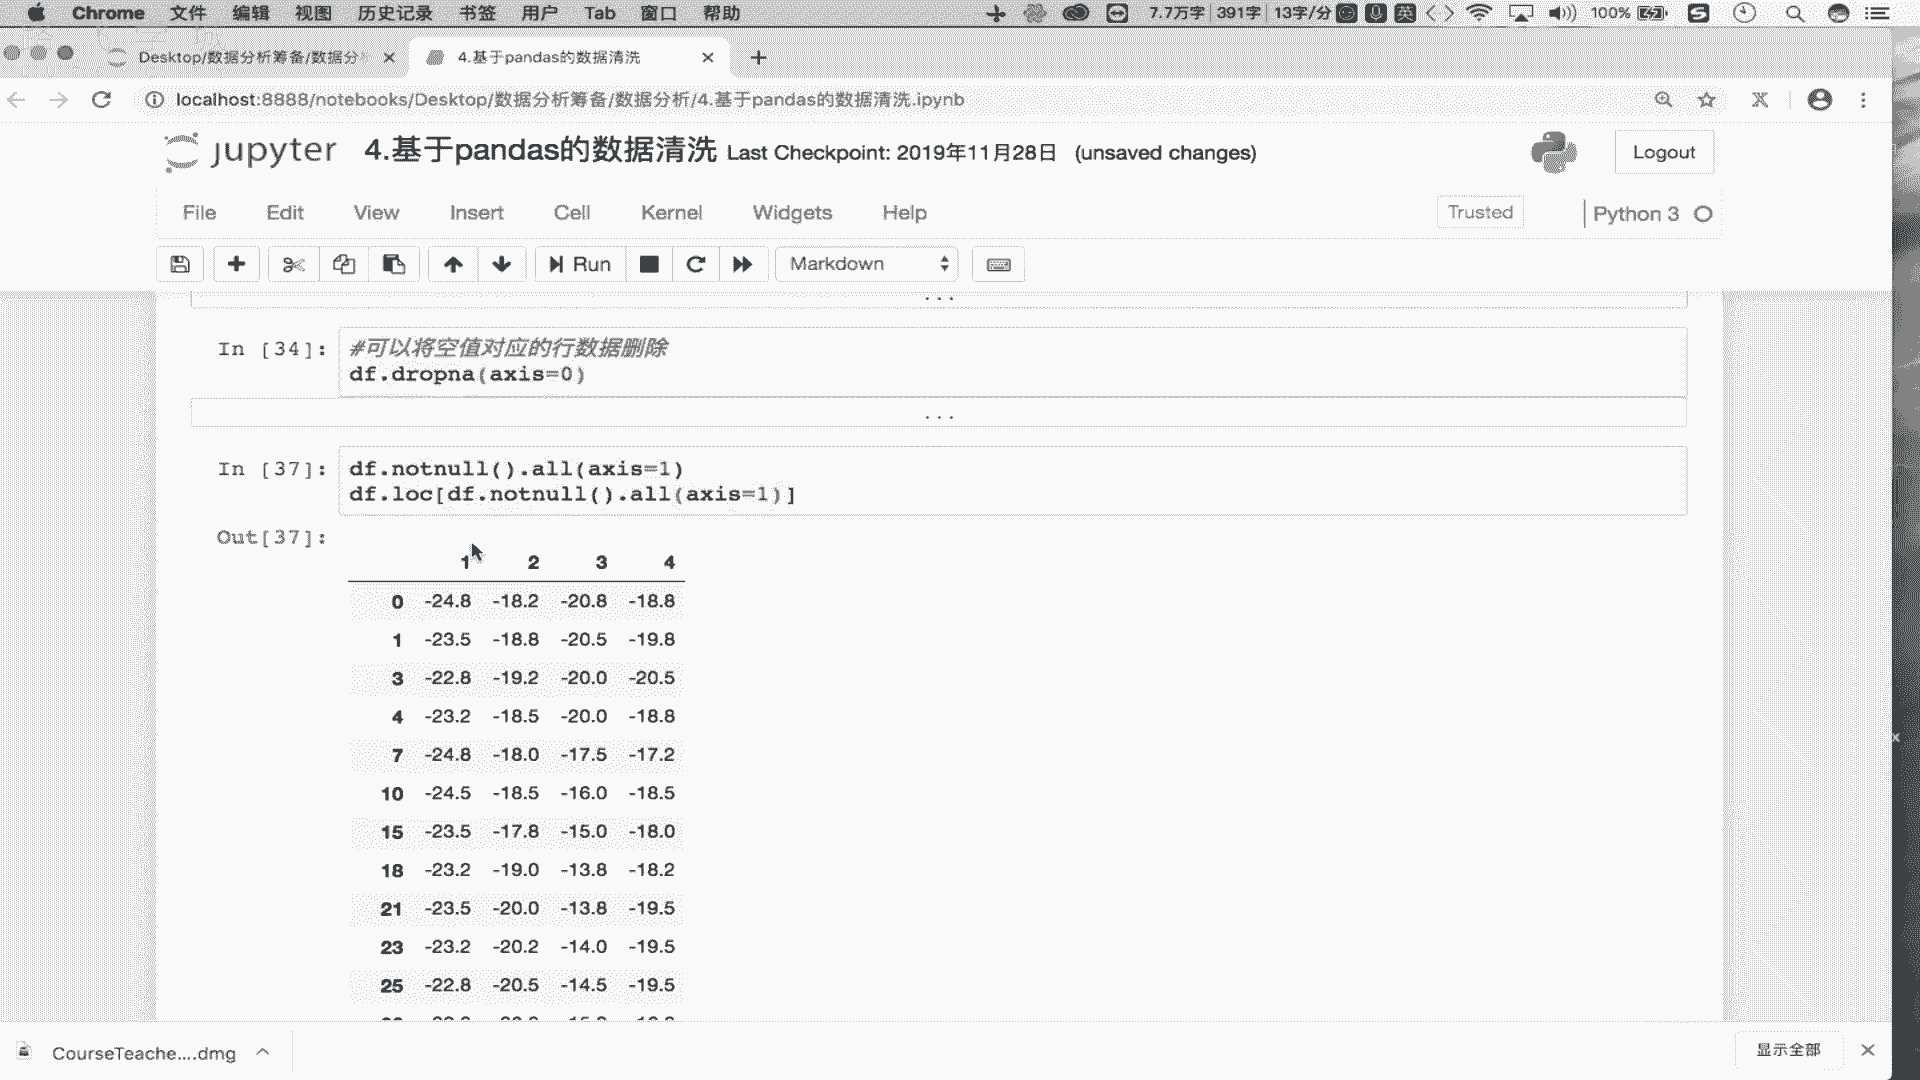 Chrome 文件 编辑 视图 历史记录 书签 用户 Tab 窗口 帮助 7.7万字 391字 13字/分 英 100%
Desktop/数据分析筹备/数据分 4.基于pandas的数据清洗
localhost:8888/notebooks/Desktop/数据分析筹备/数据分析/4.基于pandas的数据清洗.ipynb
jupyter 4.基于pandas的数据清洗 Last Checkpoint: 2019年11月28日 (unsaved changes) Logout
File Edit View Insert Cell Kernel Widgets Help Trusted Python 3
Run Markdown
...
In [34]: #可以将空值对应的行数据删除
df.dropna(axis=0)
...
In [37]: df.notnull().all(axis=1)
df.loc[df.notnull().all(axis=1)]
Out[37]:
1 2 3 4
0 -24.8 -18.2 -20.8 -18.8
1 -23.5 -18.8 -20.5 -19.8
3 -22.8 -19.2 -20.0 -20.5
4 -23.2 -18.5 -20.0 -18.8
7 -24.8 -18.0 -17.5 -17.2
10 -24.5 -18.5 -16.0 -18.5
15 -23.5 -17.8 -15.0 -18.0
18 -23.2 -19.0 -13.8 -18.2
21 -23.5 -20.0 -13.8 -19.5
23 -23.2 -20.2 -14.0 -19.5
25 -22.8 -20.5 -14.5 -19.5
CourseTeache....dmg 显示全部